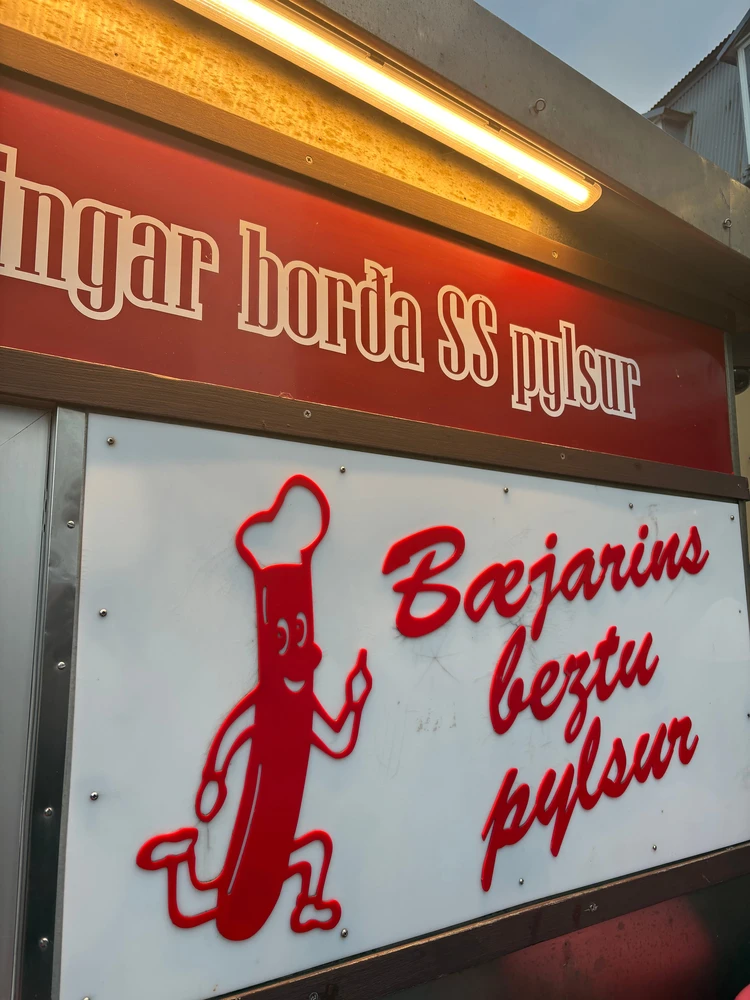 ingar borða SS pylsur
Bæjarins
beztu
pylsur